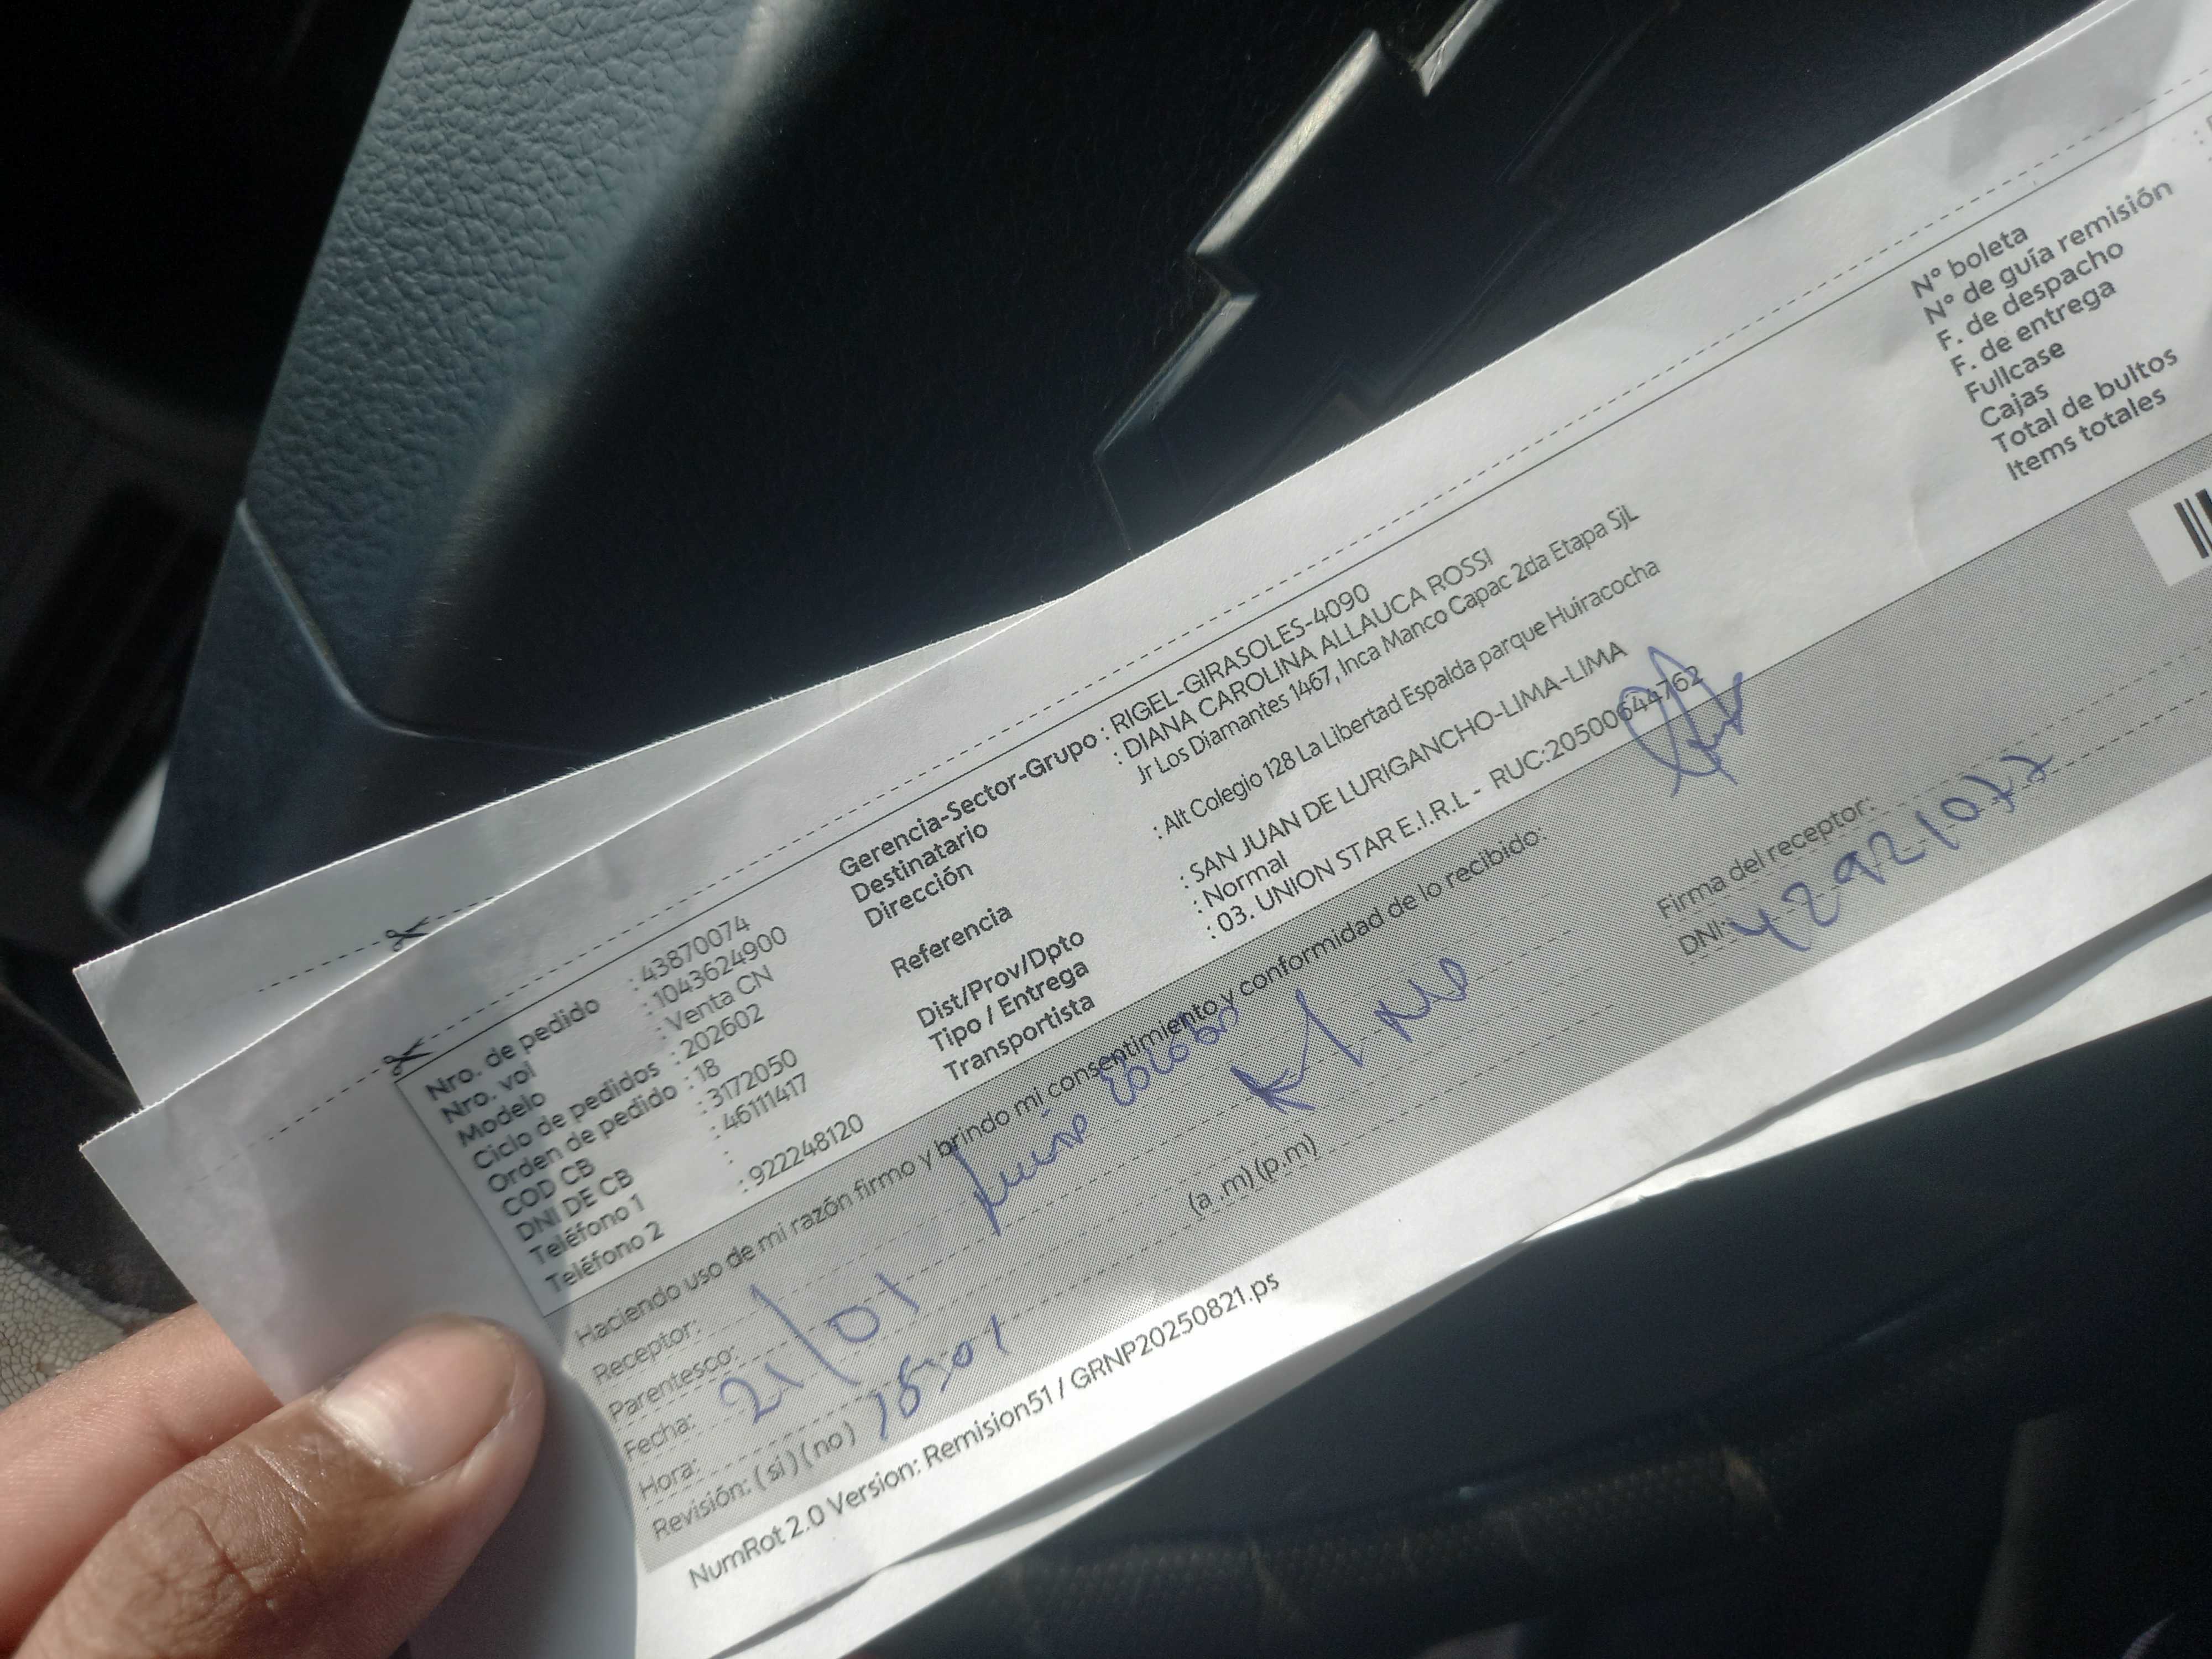 Nro. de pedido : 43870074
Nro. vol : 1043624900
Modelo : Venta CN
Ciclo de pedidos : 202602
Orden de pedido : 18
COD CB : 3172050
DNI DE CB : 46111417
Teléfono 1 :
Teléfono 2 : 922248120
Gerencia-Sector-Grupo : RIGEL-GIRASOLES-4090
Destinatario : DIANA CAROLINA ALLAUCA ROSSI
Dirección Jr Los Diamantes 1467, Inca Manco Capac 2da Etapa SjL
Referencia : Alt Colegio 128 La Libertad Espalda parque Huiracocha
Dist/Prov/Dpto : SAN JUAN DE LURIGANCHO-LIMA-LIMA
Tipo / Entrega : Normal
Transportista : 03. UNION STAR E.I.R.L - RUC:20500644762
N° boleta
N° de guía remisión
F. de despacho
F. de entrega
Fullcase
Cajas
Total de bultos
Items totales
Haciendo uso de mi razón firmo y brindo mi consentimiento y conformidad de lo recibido:
Receptor:
Parentesco:
Fecha: 21/01
Hora: (a .m) (p.m)
Revisión: ( si ) ( no )
Firma del receptor:
DNI:
NumRot 2.0 Version: Remision51 / GRNP20250821.ps